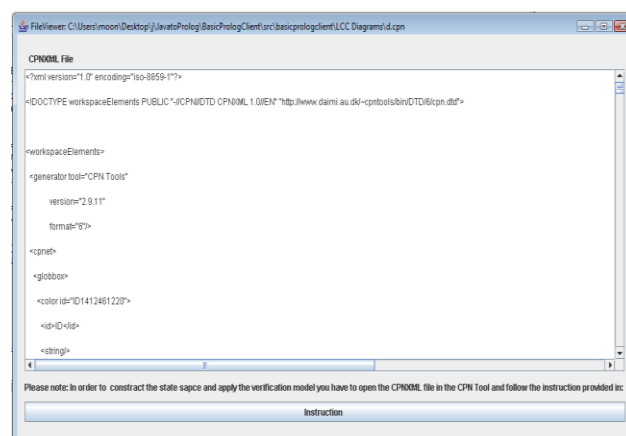 FileViewer: C:\Users\moon\Desktop\j\JavatoProlog\BasicPrologClient\src\basicprologclient\LCC Diagrams\d.cpn
CPNXML File
<?xml version="1.0" encoding="iso-8859-1"?>
<!DOCTYPE workspaceElements PUBLIC "-//CPN//DTD CPNXML 1.0//EN" "http://www.daimi.au.dk/~cpntools/bin/DTD/6/cpn.dtd">
<workspaceElements>
<generator tool="CPN Tools"
version="2.9.11"
format="6"/>
<cpnet>
<globbox>
<color id="ID1412461220">
<id>ID</id>
<string/>
Please note: In order to constract the state sapce and apply the verification model you have to open the CPNXML file in the CPN Tool and follow the instruction provided in:
Instruction